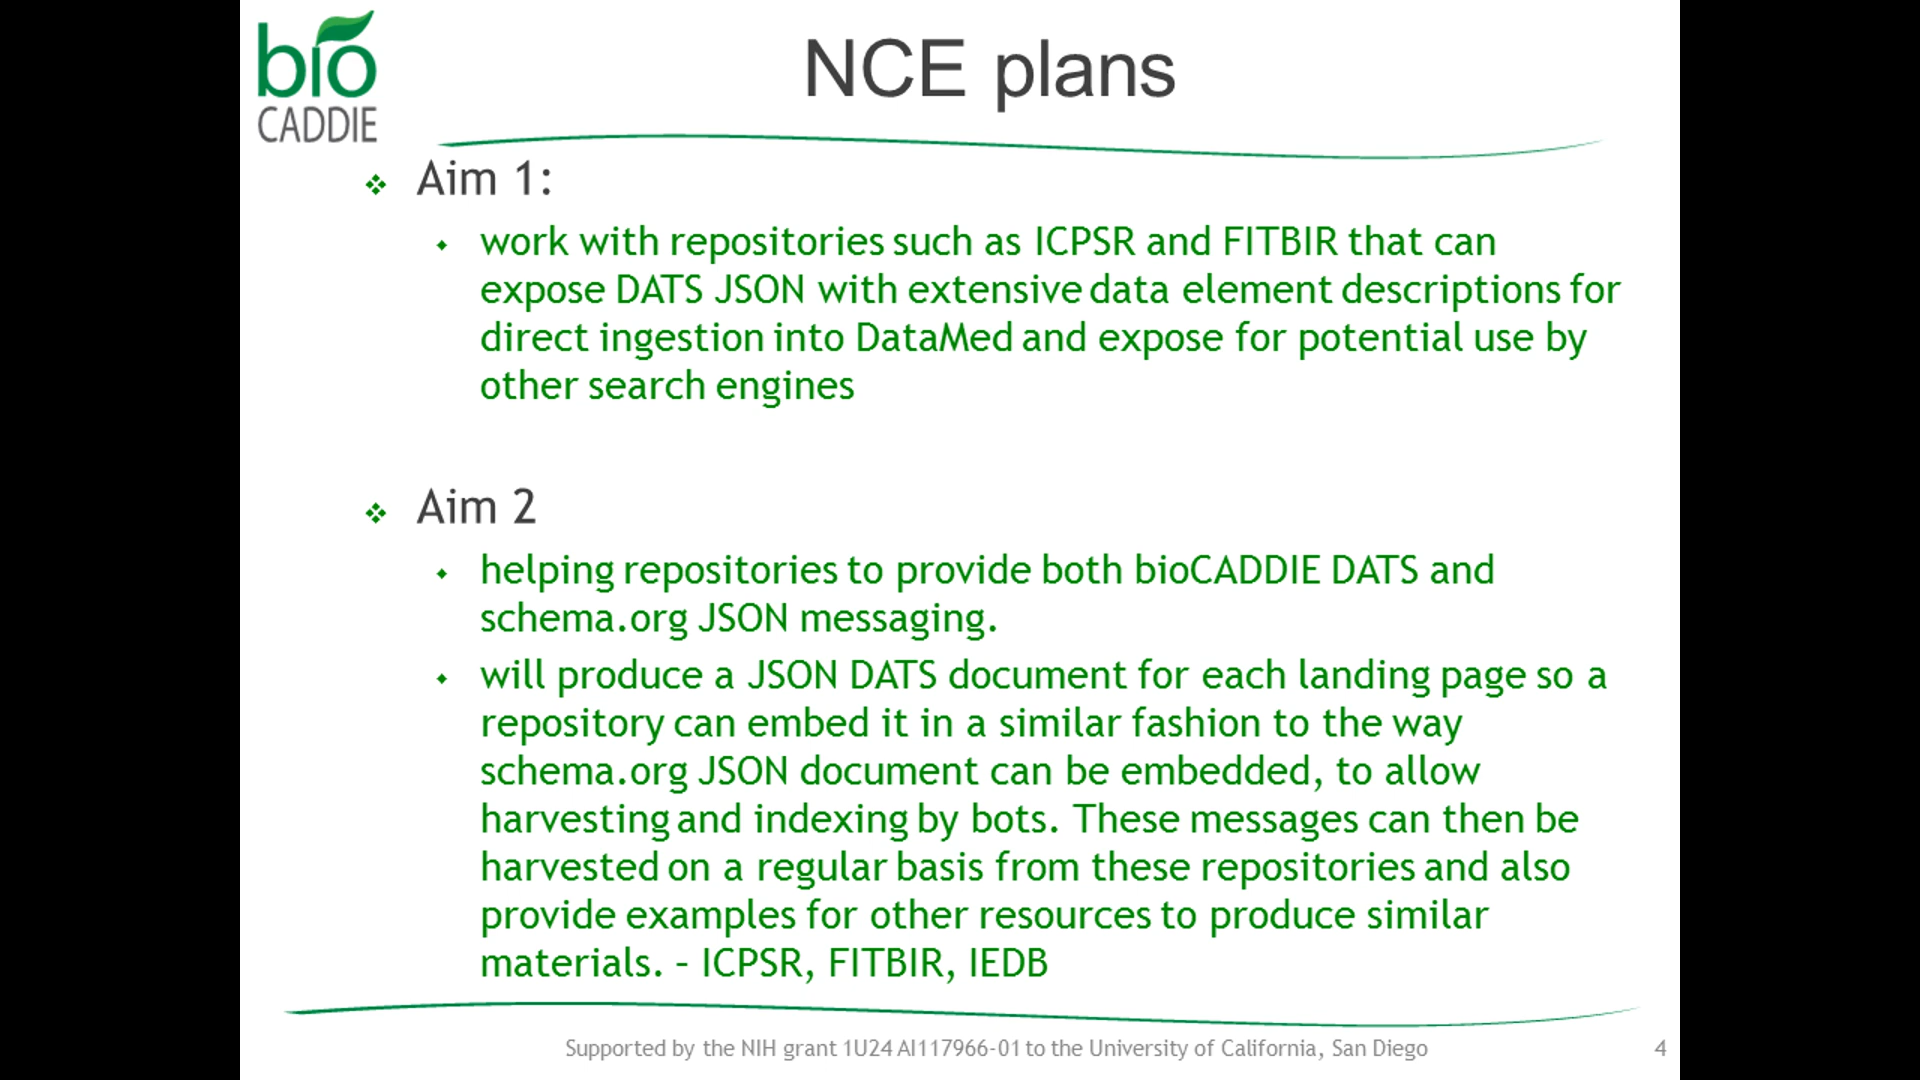 bio
CADDIE
NCE plans
Aim 1:
work with repositories such as ICPSR and FITBIR that can
expose DATS JSON with extensive data element descriptions for
direct ingestion into DataMed and expose for potential use by
other search engines
Aim 2
helping repositories to provide both bioCADDIE DATS and
schema.org JSON messaging.
will produce a JSON DATS document for each landing page so a
repository can embed it in a similar fashion to the way
schema.org JSON document can be embedded, to allow
harvesting and indexing by bots. These messages can then be
harvested on a regular basis from these repositories and also
provide examples for other resources to produce similar
materials. – ICPSR, FITBIR, IEDB
Supported by the NIH grant 1U24 AI117966-01 to the University of California, San Diego
4